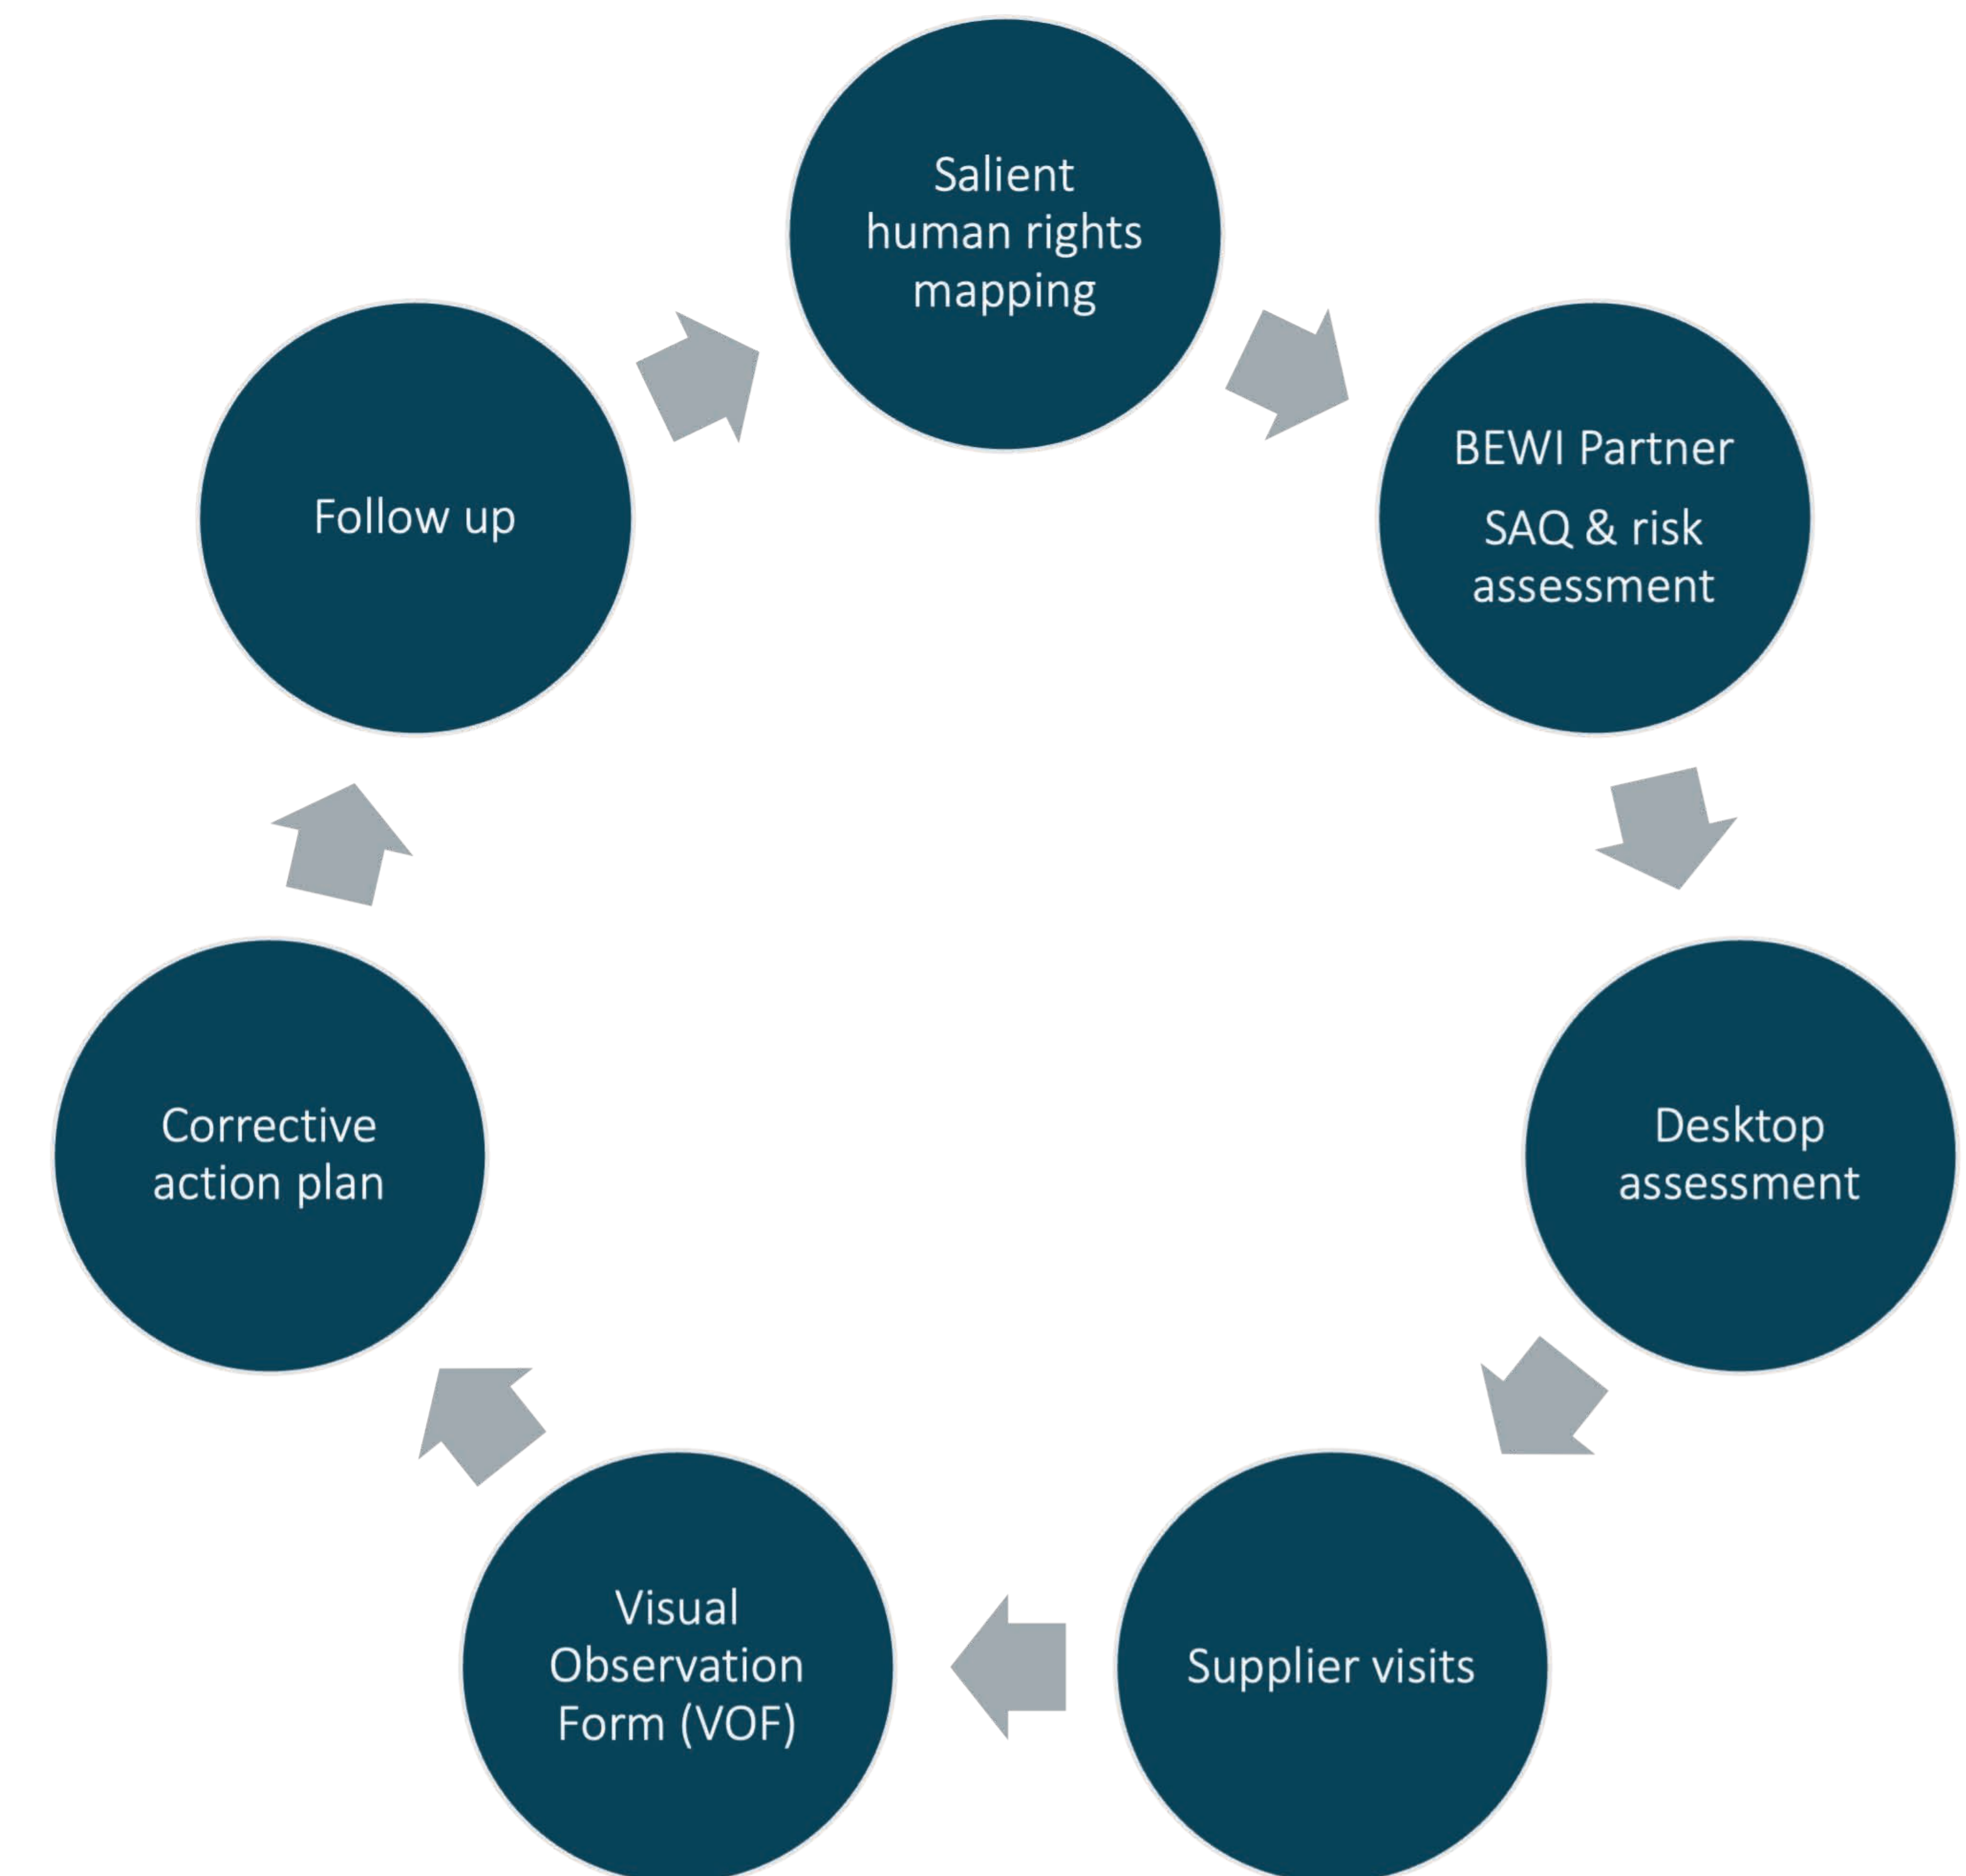 Salient
human rights
mapping
BEWI Partner
SAQ & risk
assessment
Desktop
assessment
Supplier visits
Visual
Observation
Form (VOF)
Corrective
action plan
Follow up